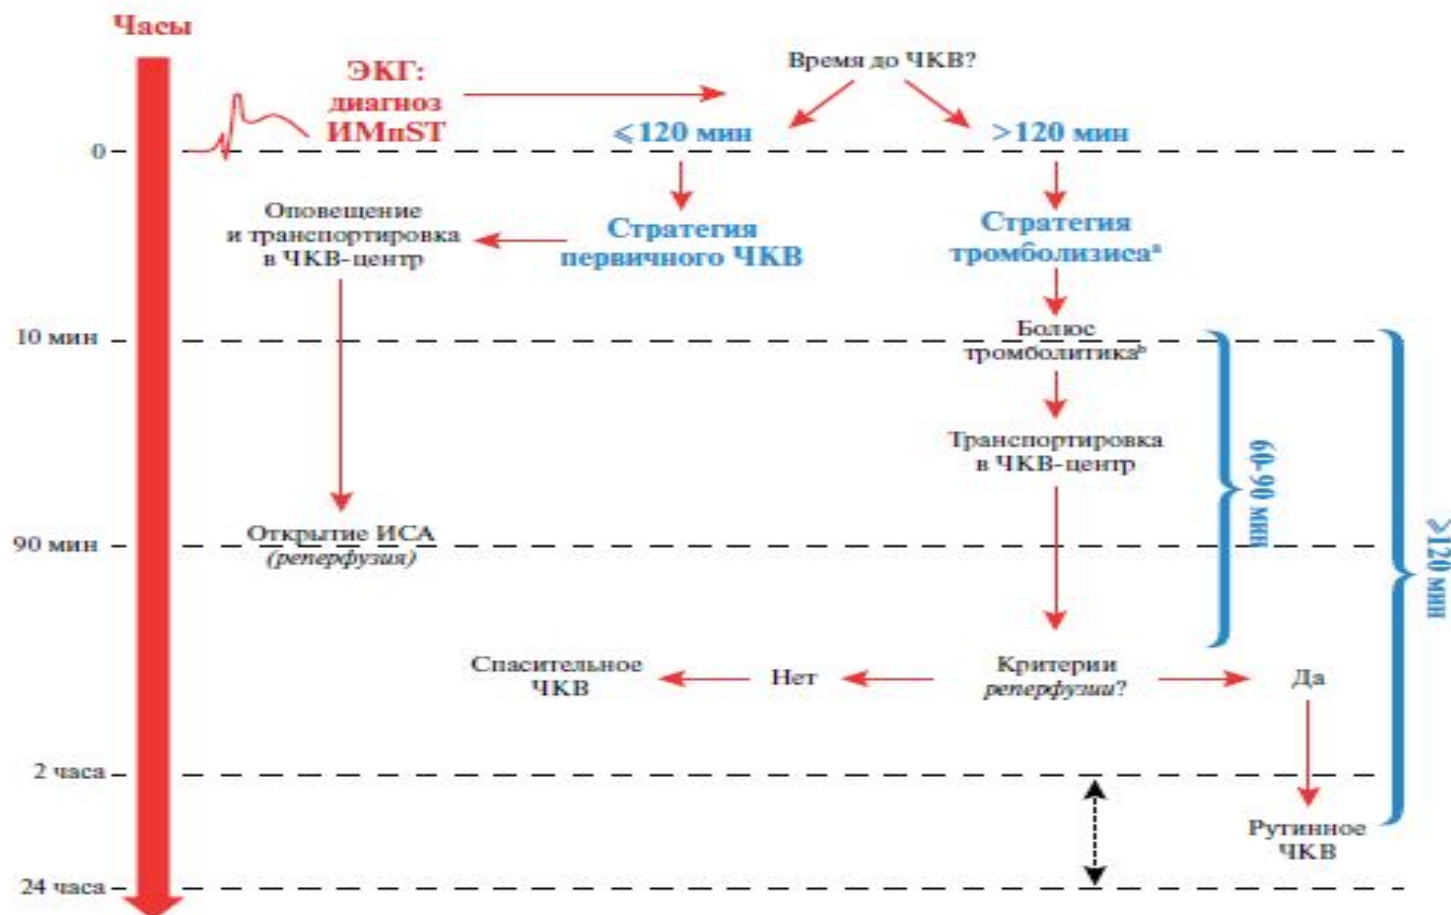 Часы
ЭКГ:
диагноз
ИМпST
Время до ЧКВ?
⩽120 мин
>120 мин
0
Оповещение
и транспортировка
в ЧКВ-центр
Стратегия
первичного ЧКВ
Стратегия
тромболизисаᵃ
10 мин
Болюс
тромболитикаᵇ
Транспортировка
в ЧКВ-центр
60-90 мин
>120 мин
90 мин
Открытие ИСА
(реперфузия)
Спасительное
ЧКВ
Нет
Критерии
реперфузии?
Да
2 часа
Рутинное
ЧКВ
24 часа